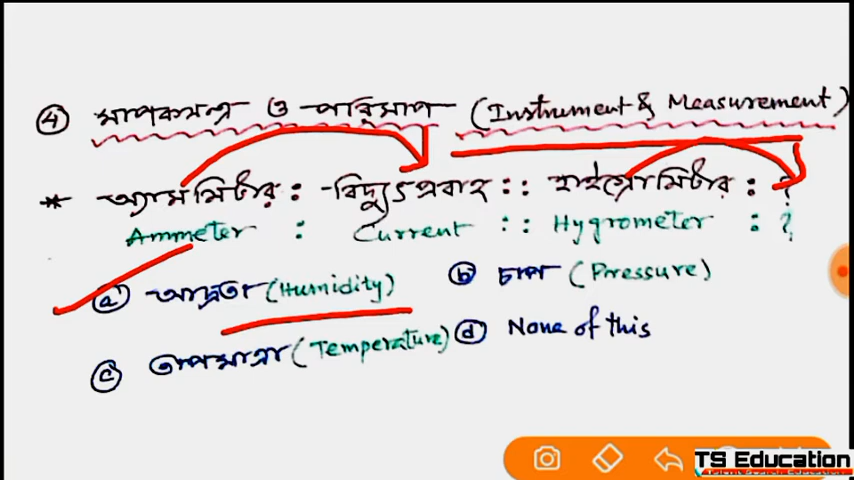 ④ মাপকযন্ত্র ও পরিমাপ (Instrument & Measurement)
* অ্যামমিটার : বিদ্যুৎপ্রবাহ :: হাইগ্রোমিটার : ?
Ammeter : Current :: Hygrometer : ?
ⓐ আদ্রতা (Humidity) ⓑ চাপ (Pressure)
ⓒ তাপমাত্রা (Temperature) ⓓ None of this
TS Education